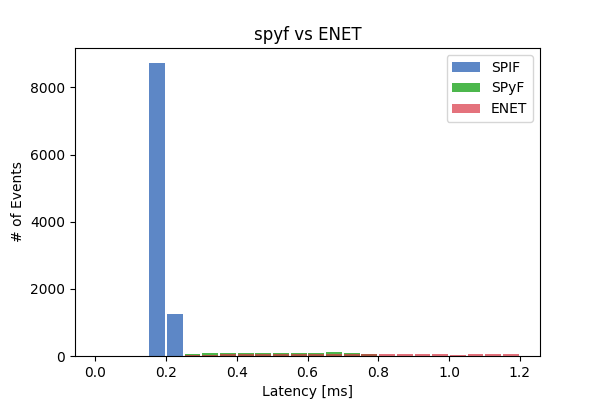 spyf vs ENET
SPIF
SPyF
ENET
# of Events
8000
6000
4000
2000
0
0.0 0.2 0.4 0.6 0.8 1.0 1.2
Latency [ms]